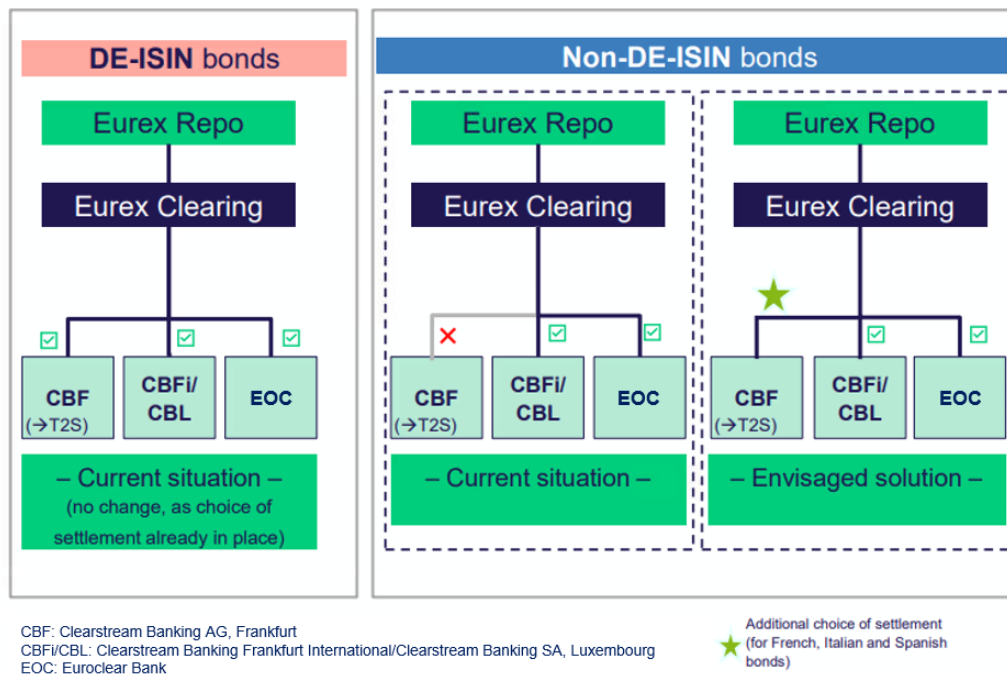 DE-ISIN bonds
Eurex Repo
Eurex Clearing
CBF
(→T2S)
CBFi/
CBL
EOC
– Current situation –
(no change, as choice of
settlement already in place)
Non-DE-ISIN bonds
Eurex Repo
Eurex Clearing
CBF
(→T2S)
CBFi/
CBL
EOC
– Current situation –
Eurex Repo
Eurex Clearing
CBF
(→T2S)
CBFi/
CBL
EOC
– Envisaged solution –
CBF: Clearstream Banking AG, Frankfurt
CBFi/CBL: Clearstream Banking Frankfurt International/Clearstream Banking SA, Luxembourg
EOC: Euroclear Bank
Additional choice of settlement
(for French, Italian and Spanish
bonds)